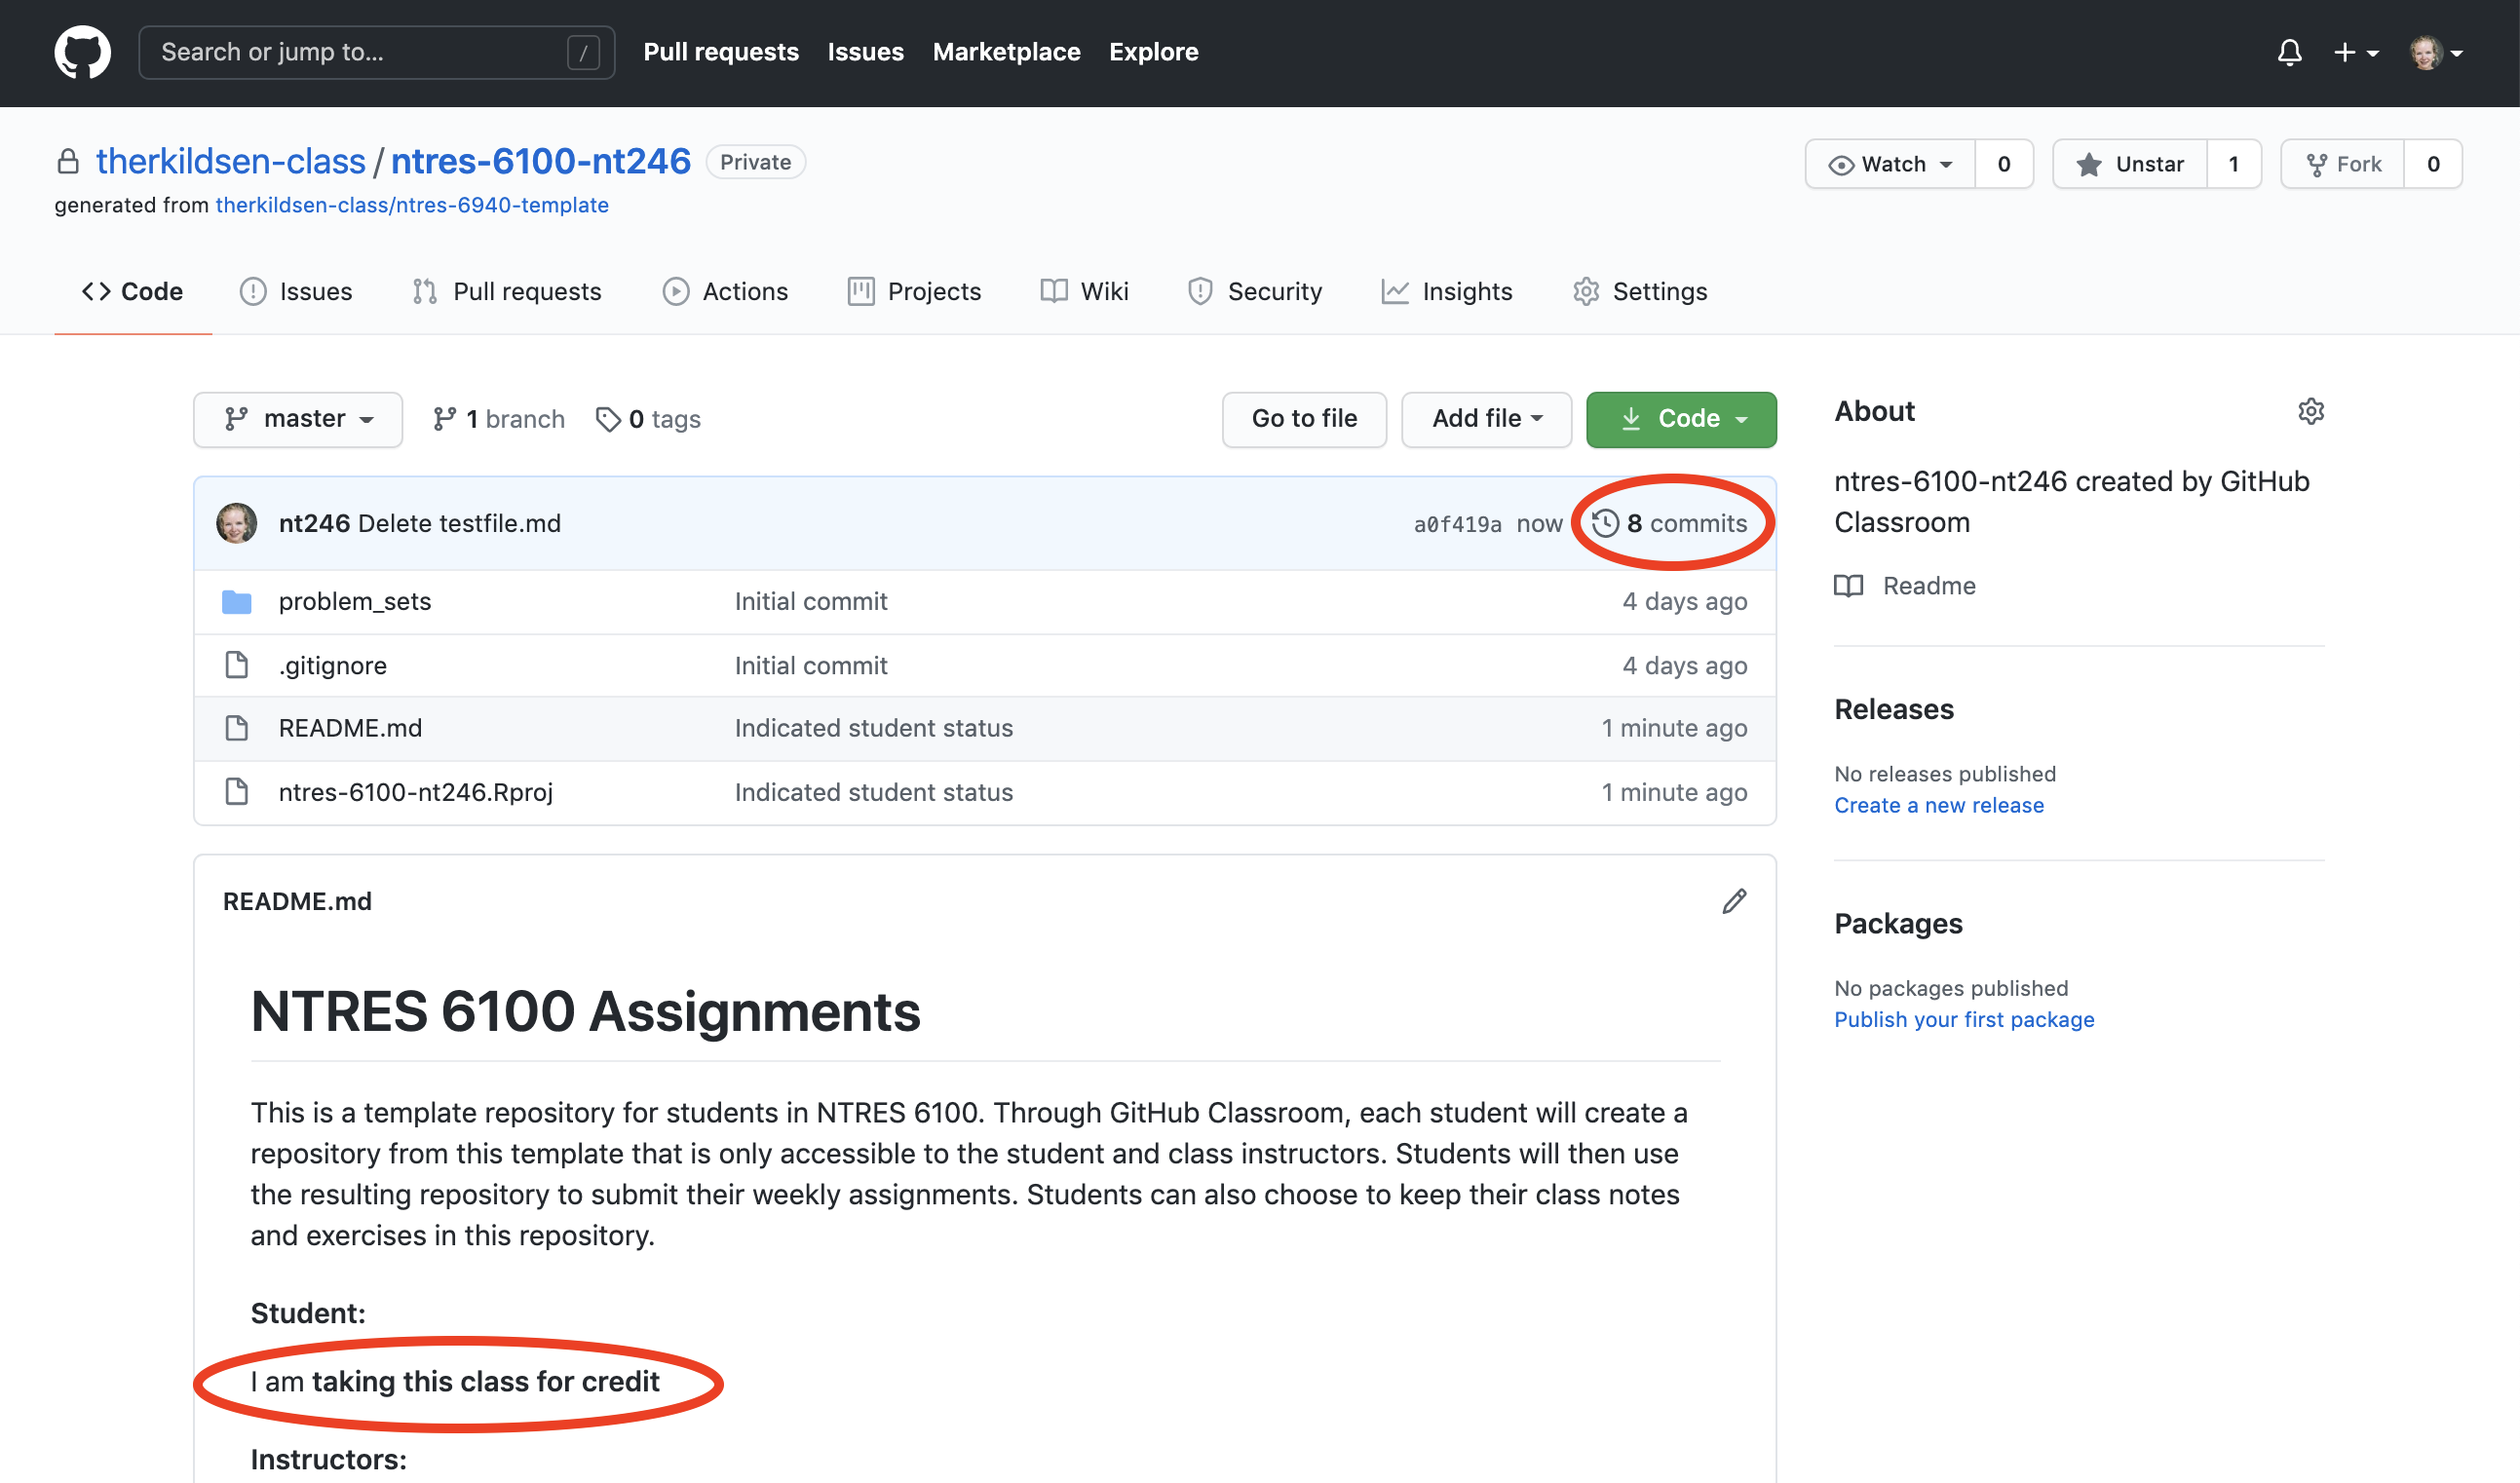 Search or jump to... / Pull requests Issues Marketplace Explore
therkildsen-class / ntres-6100-nt246 Private Watch 0 Unstar 1 Fork 0
generated from therkildsen-class/ntres-6940-template
Code Issues Pull requests Actions Projects Wiki Security Insights Settings
master 1 branch 0 tags Go to file Add file Code
nt246 Delete testfile.md a0f419a now 8 commits
problem_sets Initial commit 4 days ago
.gitignore Initial commit 4 days ago
README.md Indicated student status 1 minute ago
ntres-6100-nt246.Rproj Indicated student status 1 minute ago
README.md
NTRES 6100 Assignments
This is a template repository for students in NTRES 6100. Through GitHub Classroom, each student will create a
repository from this template that is only accessible to the student and class instructors. Students will then use
the resulting repository to submit their weekly assignments. Students can also choose to keep their class notes
and exercises in this repository.
Student:
I am taking this class for credit
Instructors:
About
ntres-6100-nt246 created by GitHub
Classroom
Readme
Releases
No releases published
Create a new release
Packages
No packages published
Publish your first package